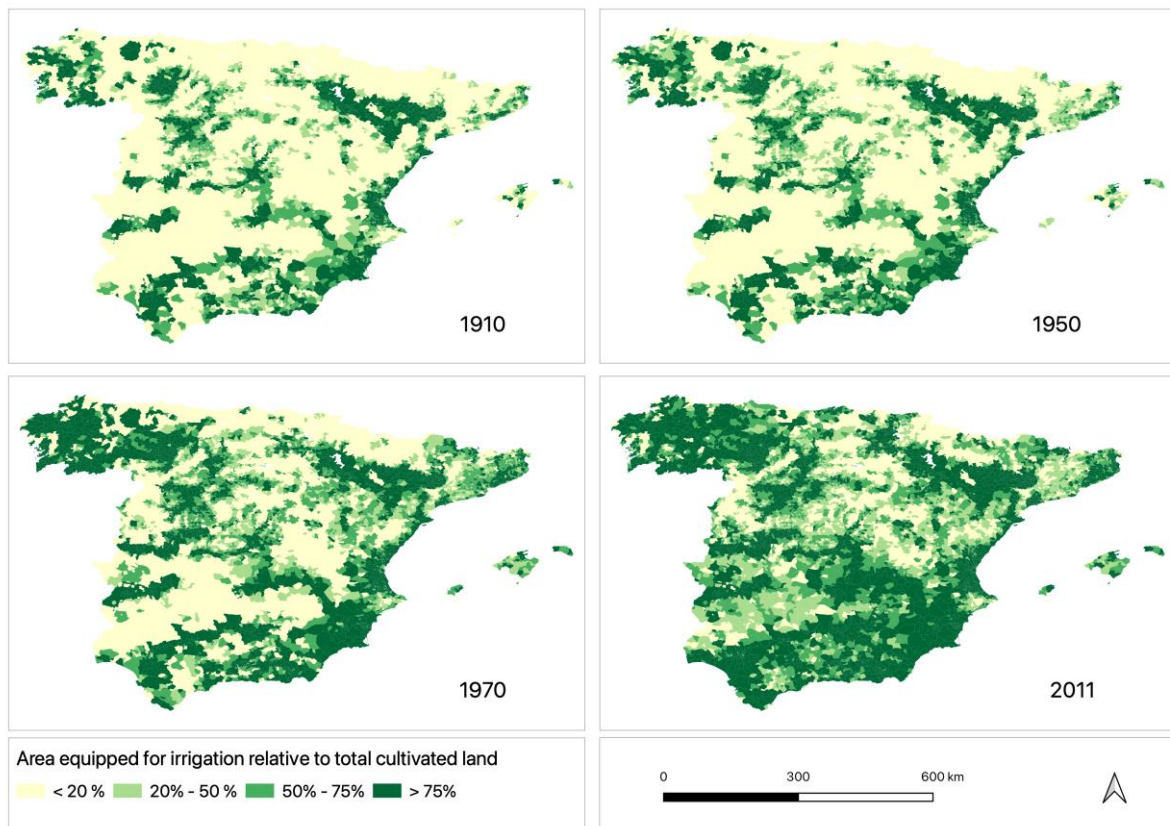 1910
1950
1970
2011
Area equipped for irrigation relative to total cultivated land
< 20 % 20% - 50 % 50% - 75% > 75%
0 300 600 km